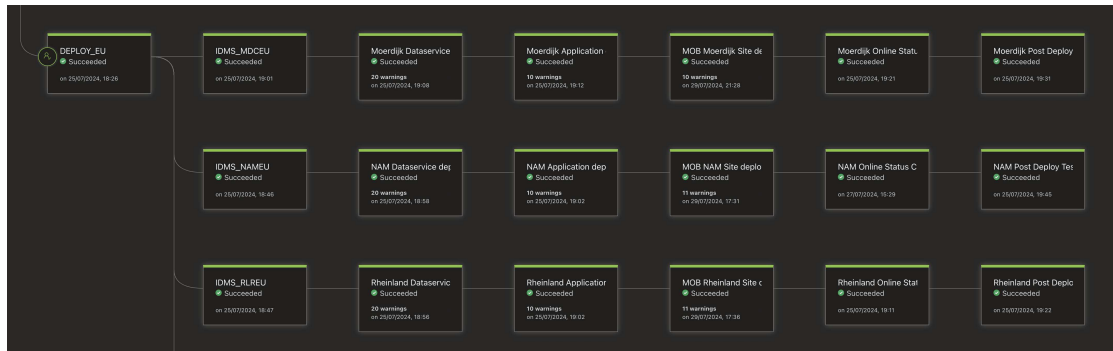 DEPLOY_EU
Succeeded
on 25/07/2024, 18:26
IDMS_MDCEU
Succeeded
on 25/07/2024, 19:01
Moerdijk Dataservice
Succeeded
20 warnings
on 25/07/2024, 19:08
Moerdijk Application
Succeeded
10 warnings
on 25/07/2024, 19:12
MOB Moerdijk Site de
Succeeded
10 warnings
on 29/07/2024, 21:28
Moerdijk Online Statu
Succeeded
on 25/07/2024, 19:21
Moerdijk Post Deploy
Succeeded
on 25/07/2024, 19:31
IDMS_NAMEU
Succeeded
on 25/07/2024, 18:46
NAM Dataservice dep
Succeeded
20 warnings
on 25/07/2024, 18:58
NAM Application dep
Succeeded
10 warnings
on 25/07/2024, 19:02
MOB NAM Site deplo
Succeeded
11 warnings
on 29/07/2024, 17:31
NAM Online Status C
Succeeded
on 27/07/2024, 15:29
NAM Post Deploy Tes
Succeeded
on 25/07/2024, 19:45
IDMS_RLREU
Succeeded
on 25/07/2024, 18:47
Rheinland Dataservic
Succeeded
20 warnings
on 25/07/2024, 18:56
Rheinland Application
Succeeded
10 warnings
on 25/07/2024, 19:02
MOB Rheinland Site d
Succeeded
11 warnings
on 29/07/2024, 17:36
Rheinland Online Stat
Succeeded
on 25/07/2024, 19:11
Rheinland Post Deplo
Succeeded
on 25/07/2024, 19:22